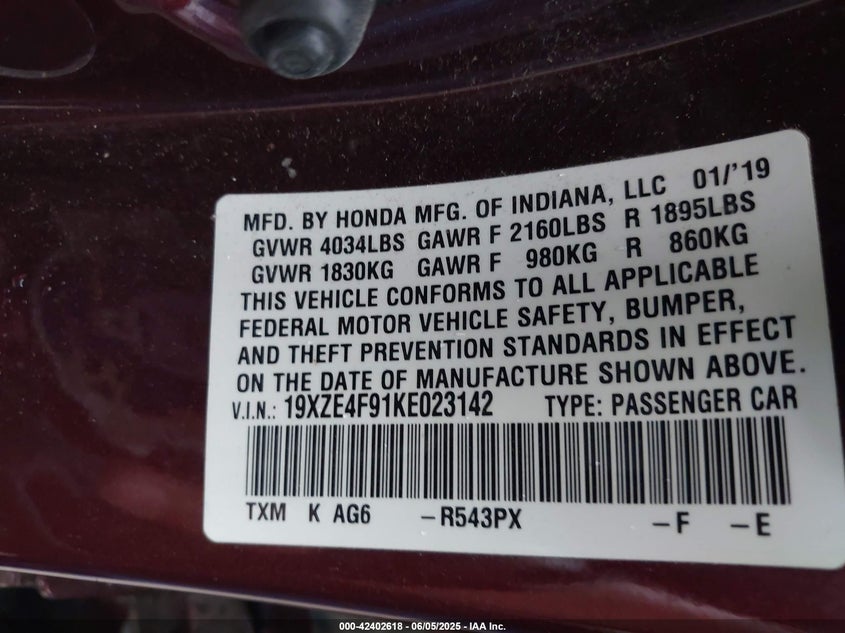 MFD. BY HONDA MFG. OF INDIANA, LLC 01/'19
GVWR 4034LBS GAWR F 2160LBS R 1895LBS
GVWR 1830KG GAWR F 980KG R 860KG
THIS VEHICLE CONFORMS TO ALL APPLICABLE
FEDERAL MOTOR VEHICLE SAFETY, BUMPER,
AND THEFT PREVENTION STANDARDS IN EFFECT
ON THE DATE OF MANUFACTURE SHOWN ABOVE.
V.I.N.: 19XZE4F91KE023142 TYPE: PASSENGER CAR
TXM K AG6 –R543PX –F –E
000-42402618 - 06/05/2025 - IAA Inc.